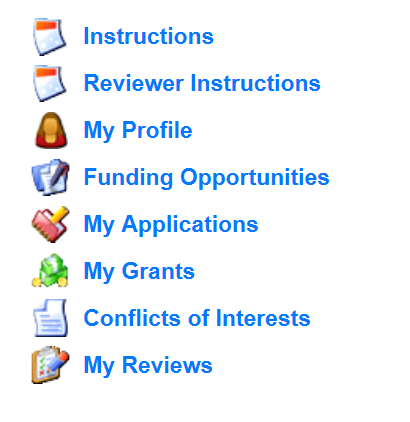 Instructions
Reviewer Instructions
My Profile
Funding Opportunities
My Applications
My Grants
Conflicts of Interests
My Reviews